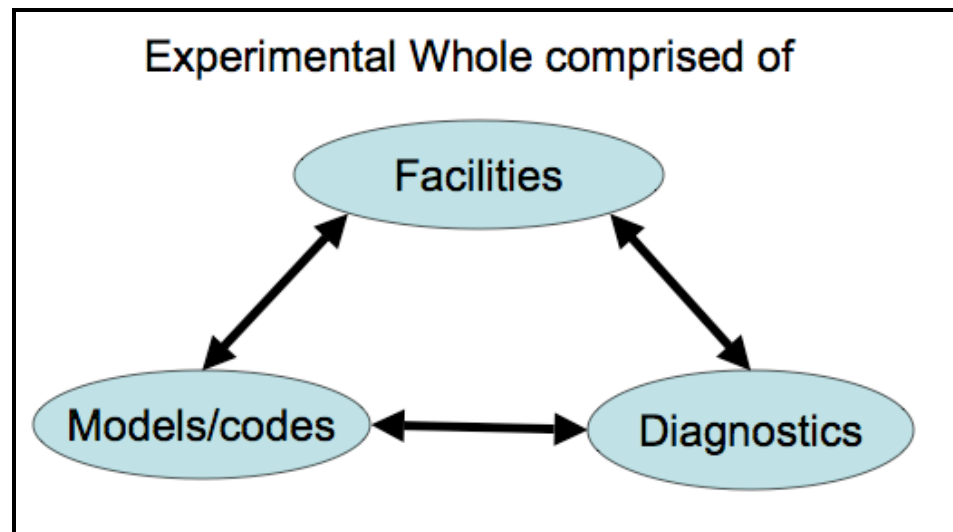 Experimental Whole comprised of
Facilities
Models/codes
Diagnostics